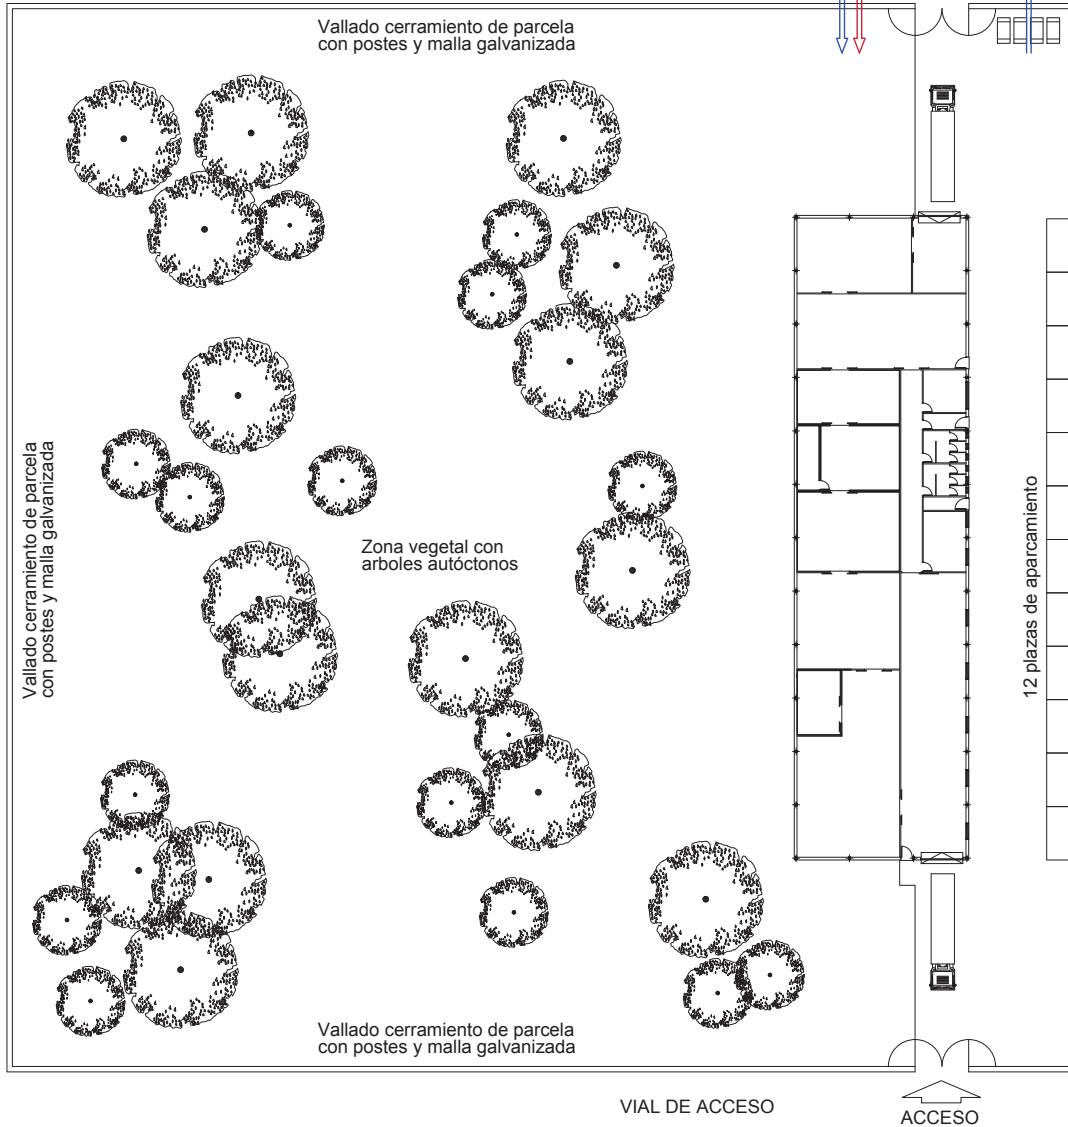 Vallado cerramiento de parcela
con postes y malla galvanizada
Vallado cerramiento de parcela
con postes y malla galvanizada
Zona vegetal con
arboles autóctonos
12 plazas de aparcamiento
Vallado cerramiento de parcela
con postes y malla galvanizada
VIAL DE ACCESO
ACCESO